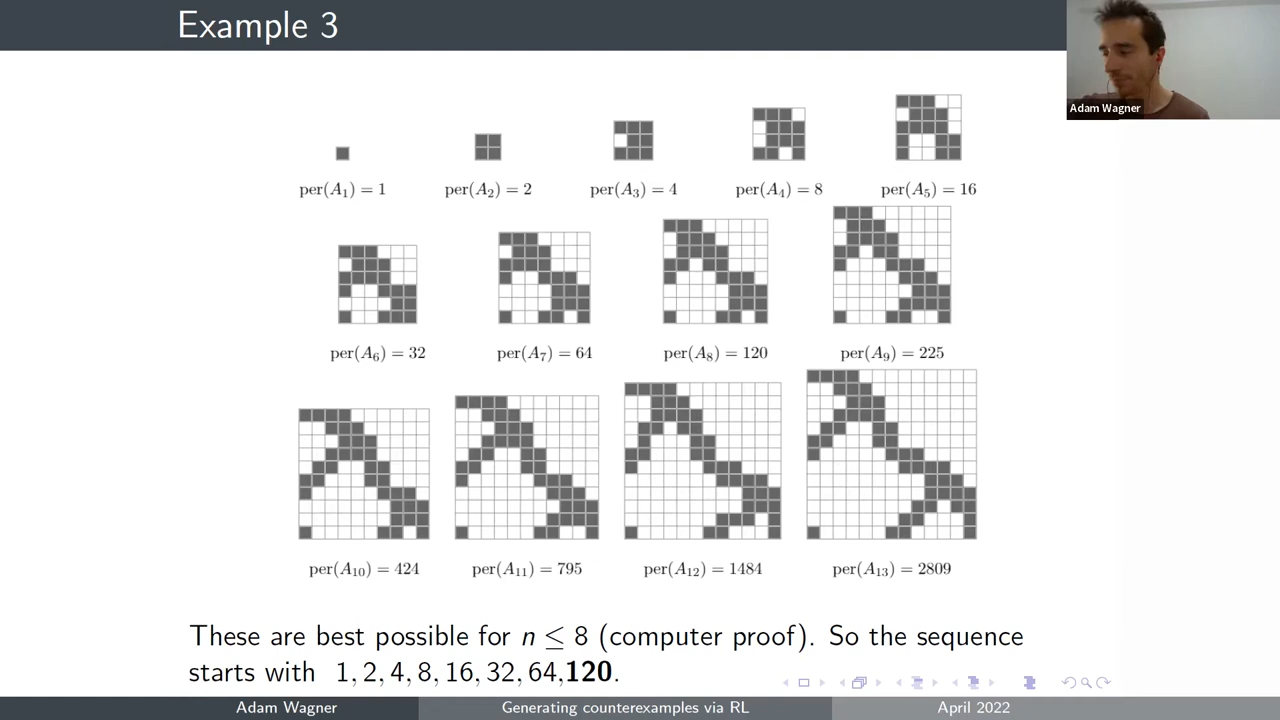 Example 3
Adam Wagner
per(A₁) = 1
per(A₂) = 2
per(A₃) = 4
per(A₄) = 8
per(A₅) = 16
per(A₆) = 32
per(A₇) = 64
per(A₈) = 120
per(A₉) = 225
per(A₁₀) = 424
per(A₁₁) = 795
per(A₁₂) = 1484
per(A₁₃) = 2809
These are best possible for n ≤ 8 (computer proof). So the sequence
starts with 1, 2, 4, 8, 16, 32, 64,120.
Adam Wagner
Generating counterexamples via RL
April 2022